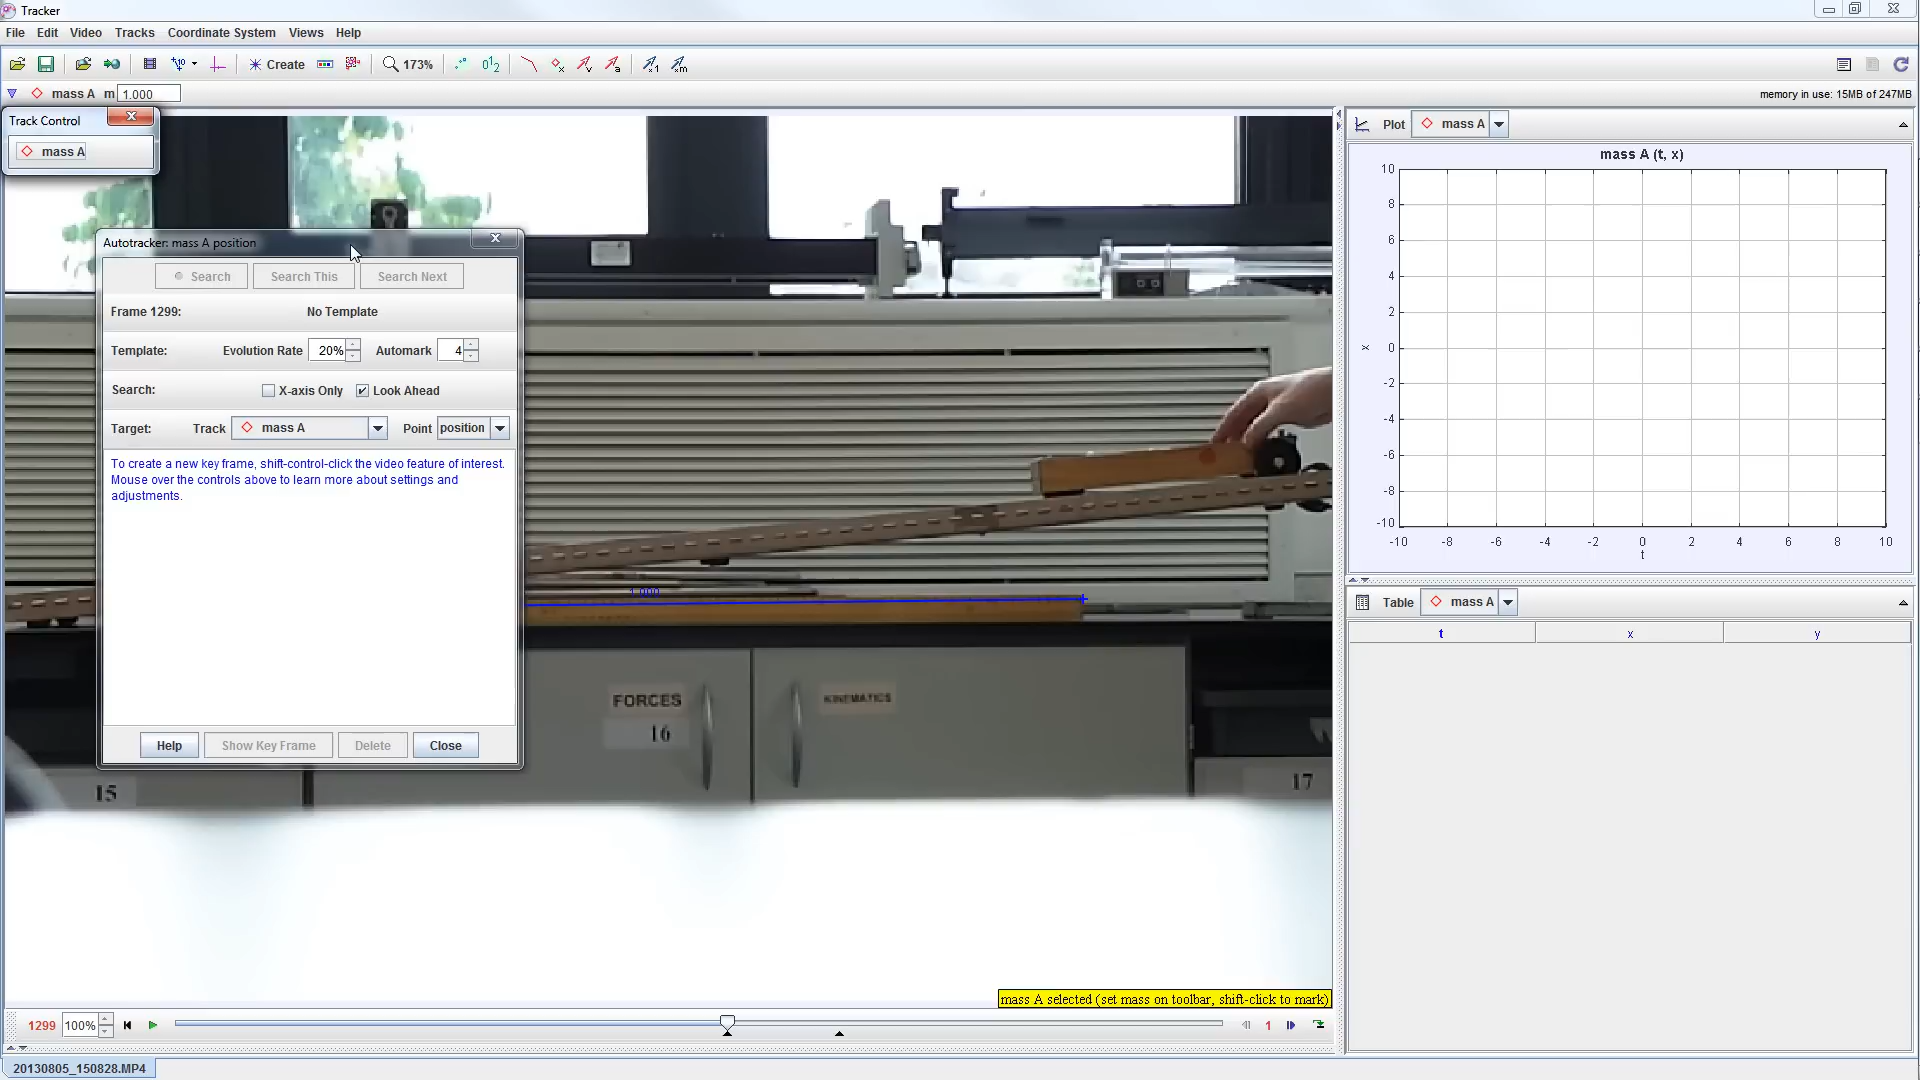 Tracker
File Edit Video Tracks Coordinate System Views Help
Create 173%
mass A m 1.000
memory in use: 15MB of 247MB
Track Control
mass A
Autotracker: mass A position
Search Search This Search Next
Frame 1299: No Template
Template: Evolution Rate 20% Automark 4
Search: X-axis Only Look Ahead
Target: Track mass A Point position
To create a new key frame, shift-control-click the video feature of interest.
Mouse over the controls above to learn more about settings and
adjustments.
Help Show Key Frame Delete Close
1.000
FORCES
16
KINEMATICS
15
17
mass A selected (set mass on toolbar, shift-click to mark)
1299 100% 1
20130805_150828.MP4
Plot mass A
mass A (t, x)
10
8
6
4
2
0
-2
-4
-6
-8
-10
x
-10 -8 -6 -4 -2 0 2 4 6 8 10
t
Table mass A
t x y